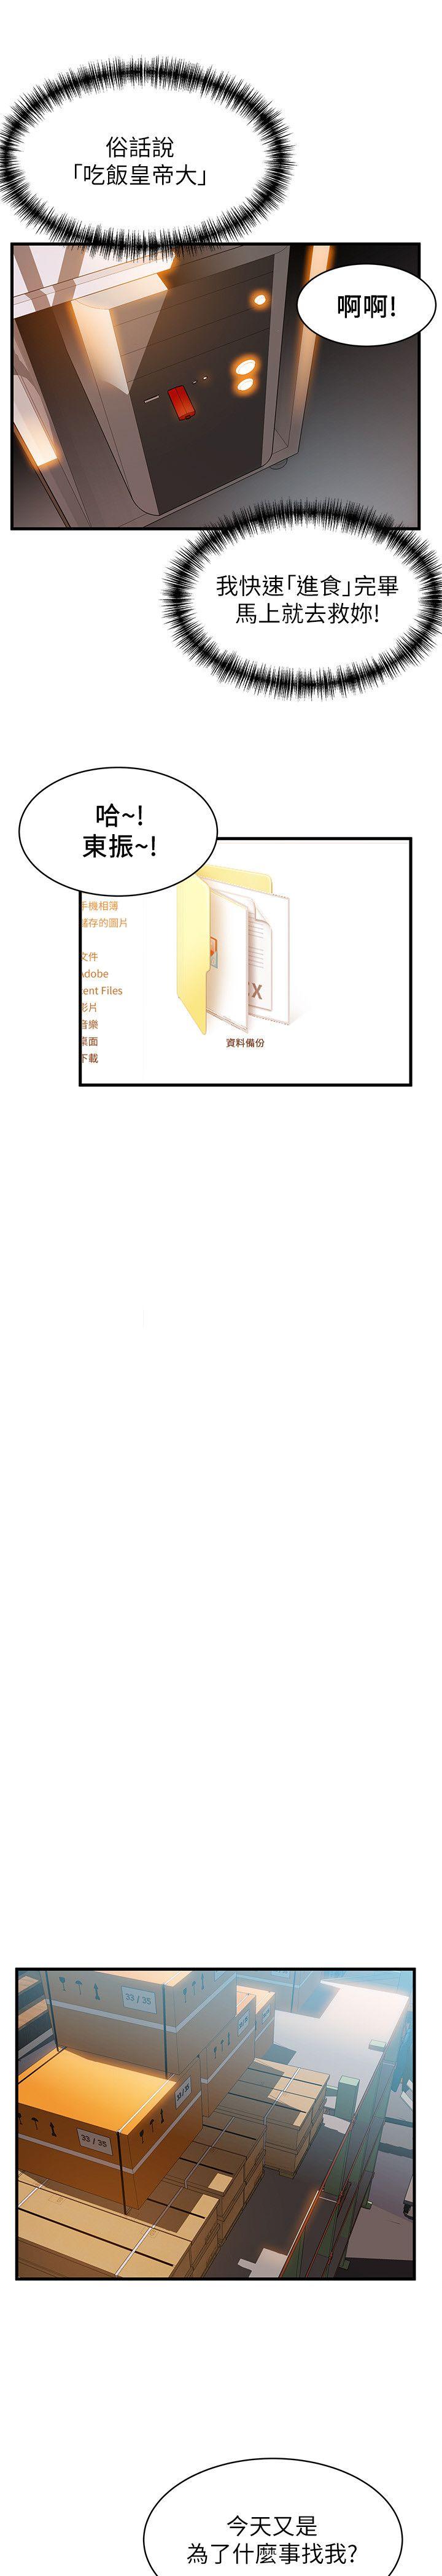 俗話說
「吃飯皇帝大」
啊啊!
我快速「進食」完畢
馬上就去救妳!
哈~!
東振~!
手機相簿
儲存的圖片
文件
Adobe
cent Files
影片
音樂
桌面
下載
X
資料備份
33 / 35
33 / 35
33/35
今天又是
為了什麼事找我?